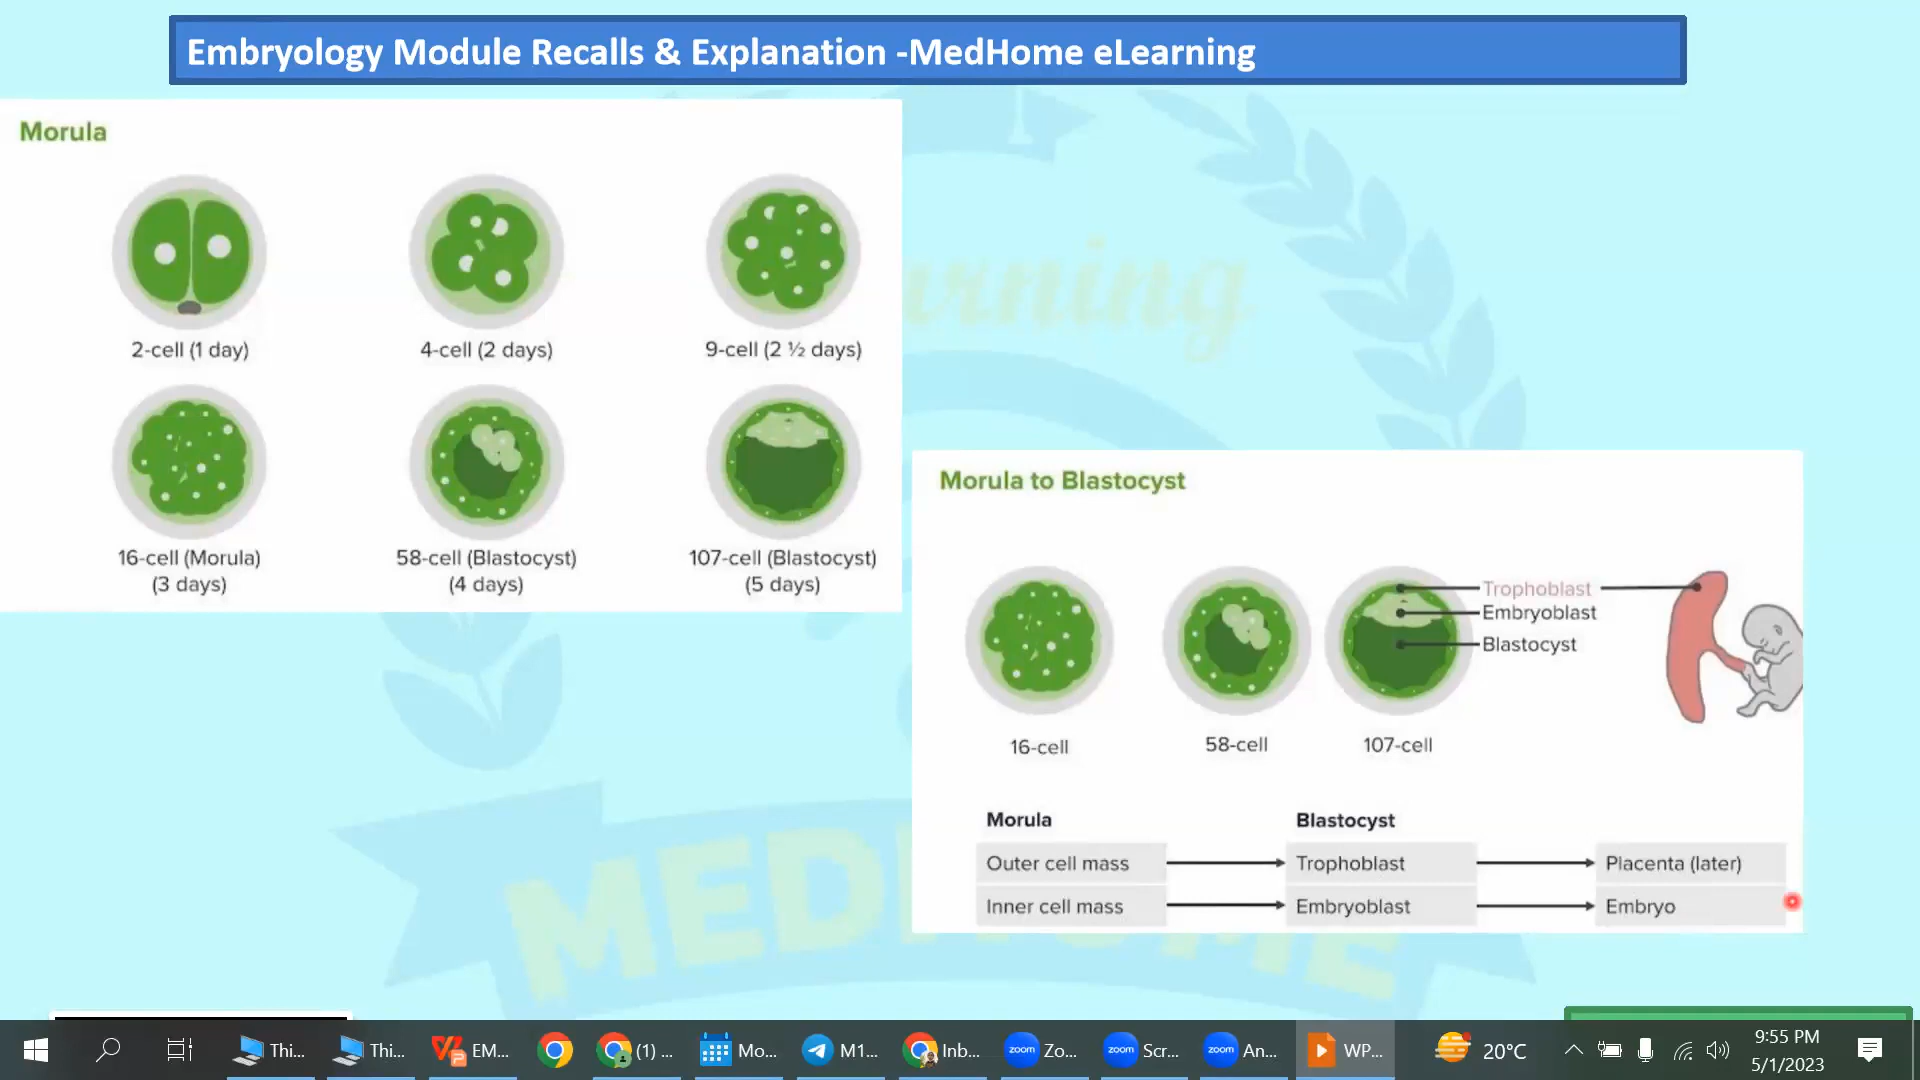 Embryology Module Recalls & Explanation -MedHome eLearning
Morula
2-cell (1 day)
4-cell (2 days)
9-cell (2 ½ days)
16-cell (Morula)
(3 days)
58-cell (Blastocyst)
(4 days)
107-cell (Blastocyst)
(5 days)
Morula to Blastocyst
Trophoblast
Embryoblast
Blastocyst
16-cell
58-cell
107-cell
Morula
Blastocyst
Outer cell mass
Trophoblast
Placenta (later)
Inner cell mass
Embryoblast
Embryo
Thi...
Thi...
EM...
(1) ...
Mo...
M1...
Inb...
zoom
Zo...
zoom
Scr...
zoom
An...
WP...
20°C
9:55 PM
5/1/2023